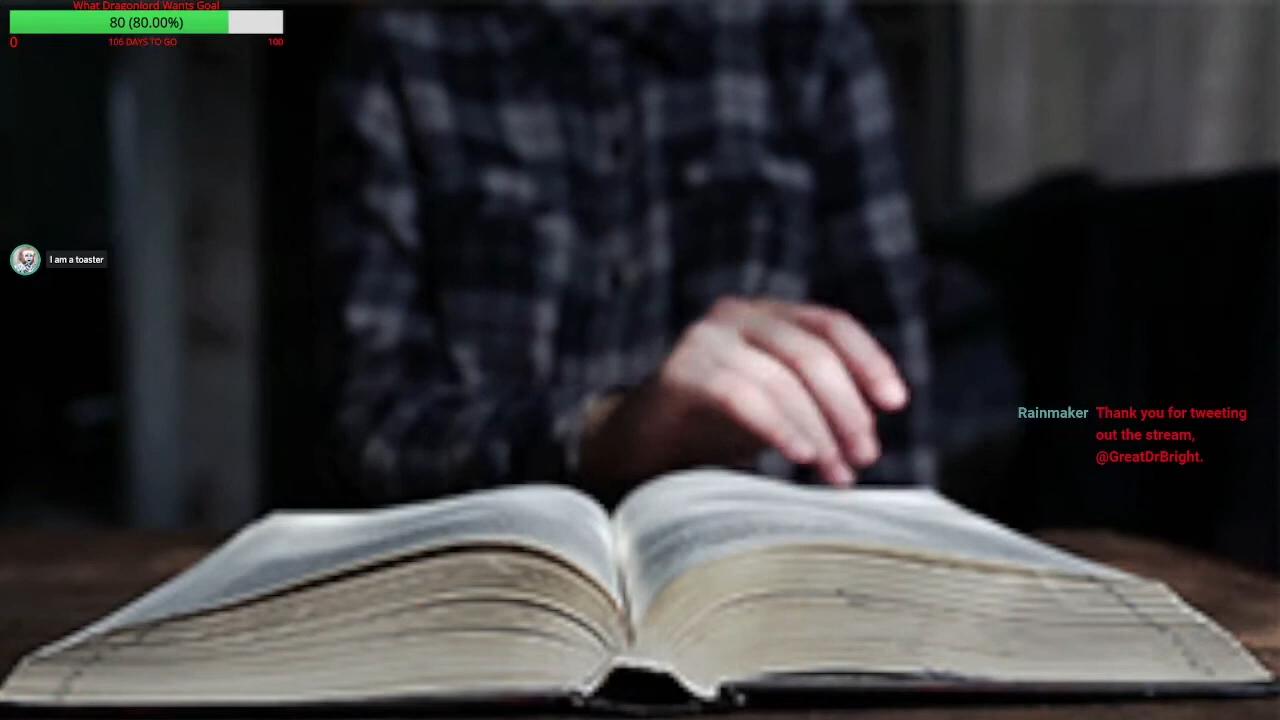 What Dragonlord Wants Goal
80 (80.00%)
0 106 DAYS TO GO 100
I am a toaster
Rainmaker Thank you for tweeting
out the stream,
@GreatDrBright.